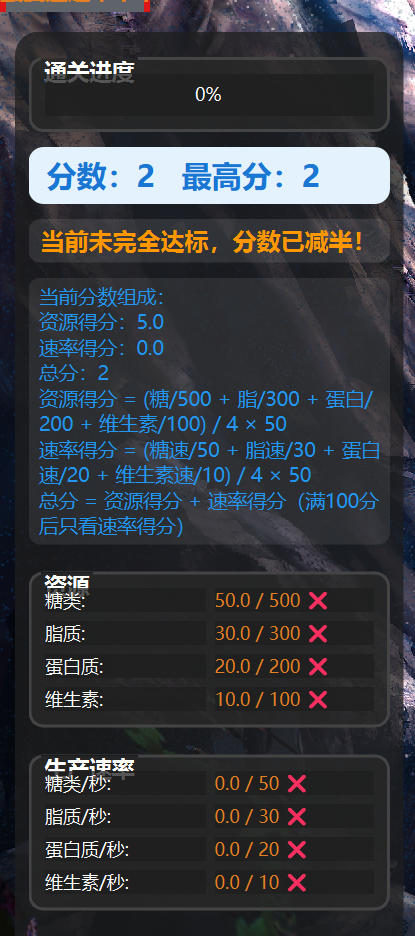 通关进度
0%
分数：2 最高分：2
当前未完全达标，分数已减半！
当前分数组成：
资源得分：5.0
速率得分：0.0
总分：2
资源得分 = (糖/500 + 脂/300 + 蛋白/
200 + 维生素/100) / 4 × 50
速率得分 = (糖速/50 + 脂速/30 + 蛋白
速/20 + 维生素速/10) / 4 × 50
总分 = 资源得分 + 速率得分（满100分
后只看速率得分）
资源
糖类: 50.0 / 500 ❌
脂质: 30.0 / 300 ❌
蛋白质: 20.0 / 200 ❌
维生素: 10.0 / 100 ❌
生产速率
糖类/秒: 0.0 / 50 ❌
脂质/秒: 0.0 / 30 ❌
蛋白质/秒: 0.0 / 20 ❌
维生素/秒: 0.0 / 10 ❌